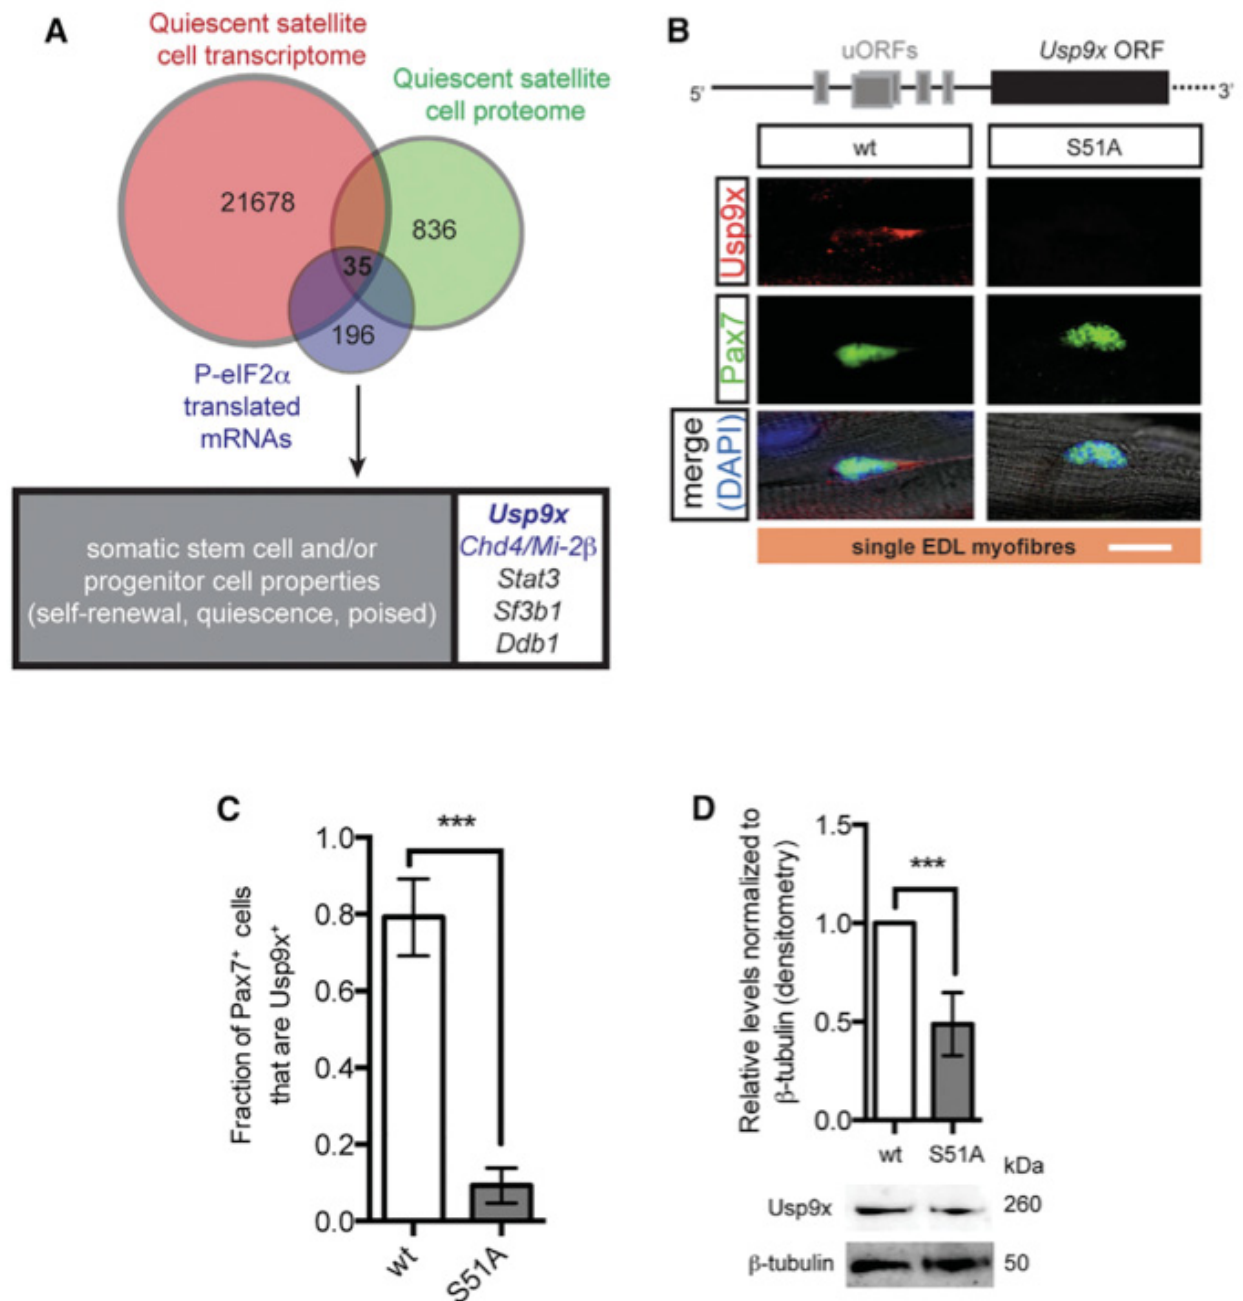 A
Quiescent satellite
cell transcriptome
Quiescent satellite
cell proteome
21678
836
35
196
P-eIF2α
translated
mRNAs
somatic stem cell and/or
progenitor cell properties
(self-renewal, quiescence, poised)
Usp9x
Chd4/Mi-2β
Stat3
Sf3b1
Ddb1
B
uORFs
Usp9x ORF
5'
3'
wt
S51A
Usp9x
Pax7
merge
(DAPI)
single EDL myofibres
C
Fraction of Pax7⁺ cells
that are Usp9x⁺
1.0
0.8
0.6
0.4
0.2
0.0
***
wt
S51A
D
Relative levels normalized to
β-tubulin (densitometry)
1.5
1.0
0.5
0.0
***
wt
S51A
kDa
Usp9x
260
β-tubulin
50